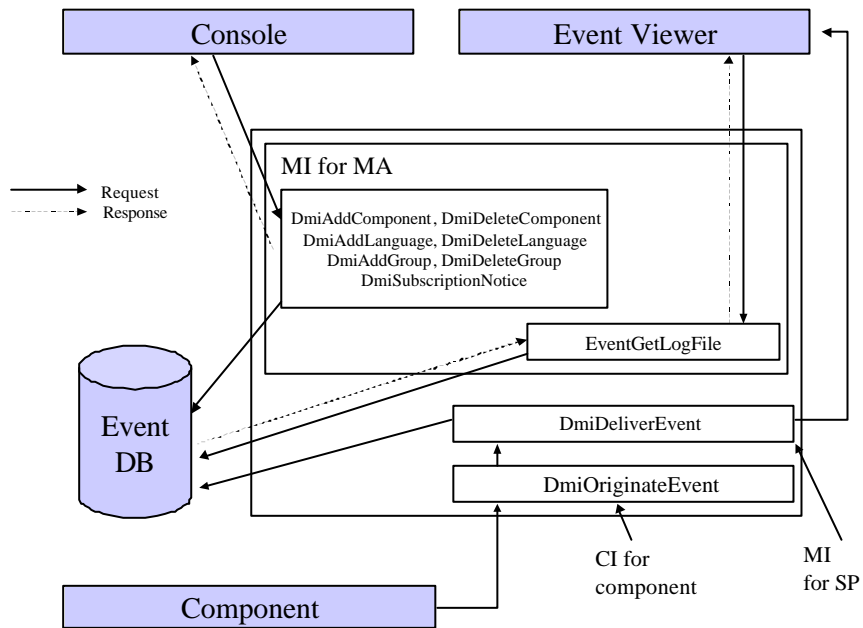 Console
Event Viewer
MI for MA
Request
Response
DmiAddComponent, DmiDeleteComponent
DmiAddLanguage, DmiDeleteLanguage
DmiAddGroup, DmiDeleteGroup
DmiSubscriptionNotice
EventGetLogFile
Event
DB
DmiDeliverEvent
DmiOriginateEvent
CI for
component
MI
for SP
Component